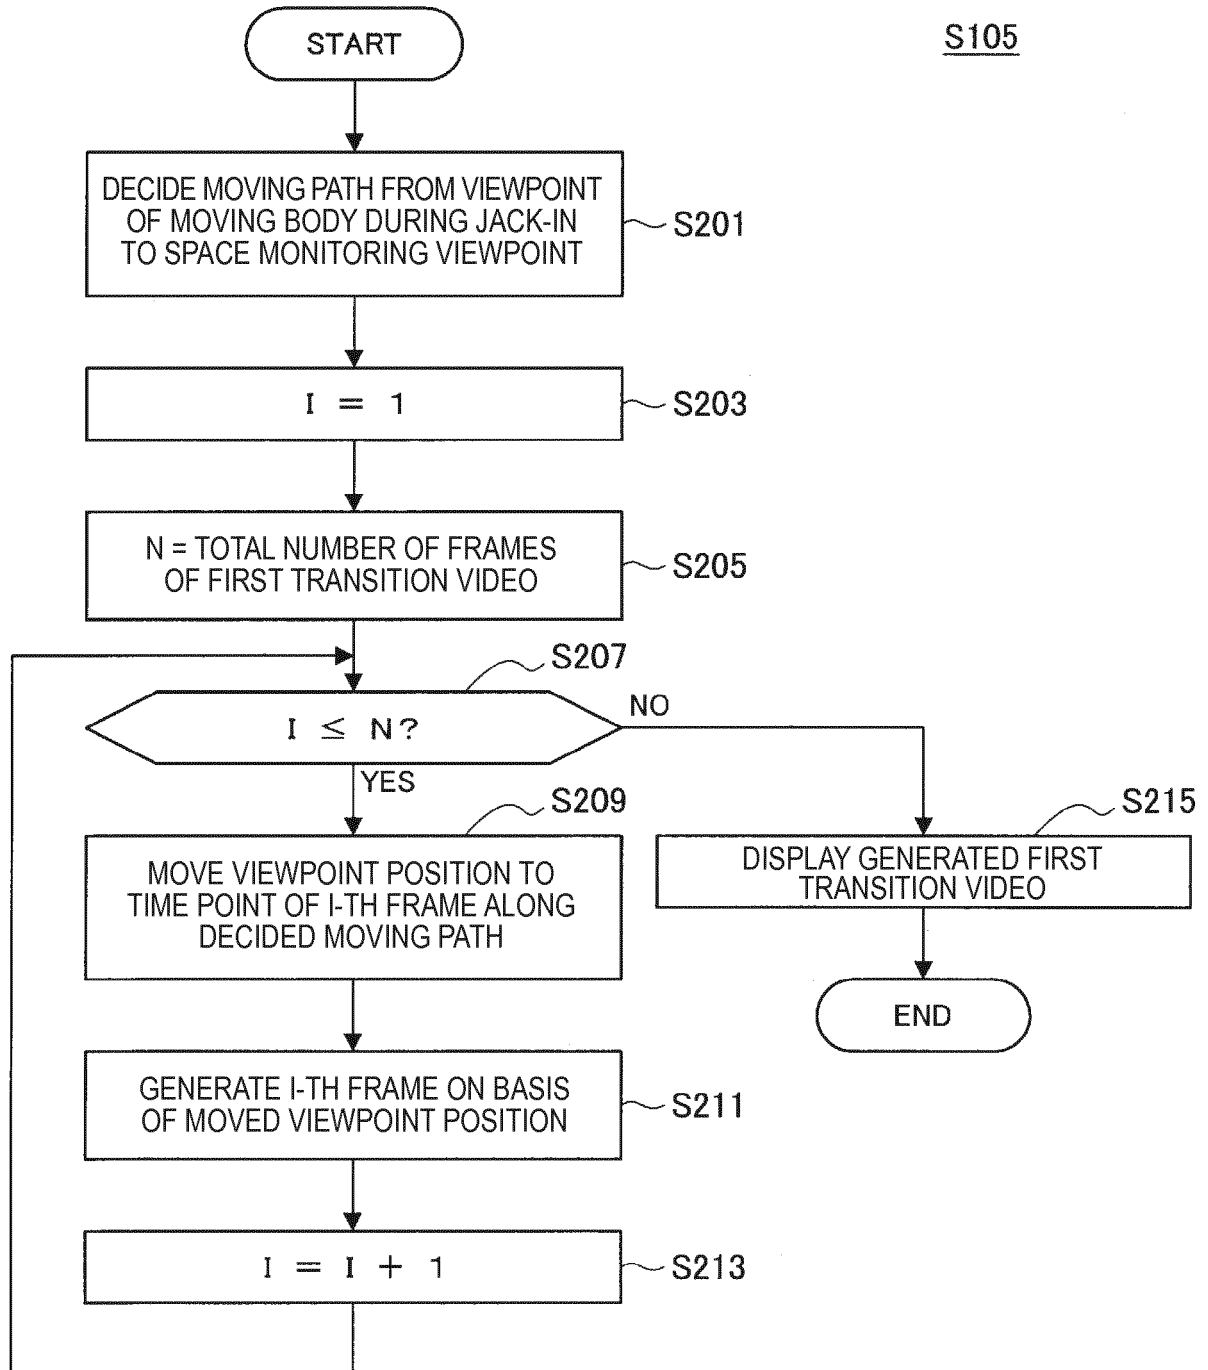 START
S105
DECIDE MOVING PATH FROM VIEWPOINT
OF MOVING BODY DURING JACK-IN
TO SPACE MONITORING VIEWPOINT
S201
I = 1
S203
N = TOTAL NUMBER OF FRAMES
OF FIRST TRANSITION VIDEO
S205
S207
I ≤ N?
NO
YES
S209
MOVE VIEWPOINT POSITION TO
TIME POINT OF I-TH FRAME ALONG
DECIDED MOVING PATH
S215
DISPLAY GENERATED FIRST
TRANSITION VIDEO
END
GENERATE I-TH FRAME ON BASIS
OF MOVED VIEWPOINT POSITION
S211
I = I + 1
S213